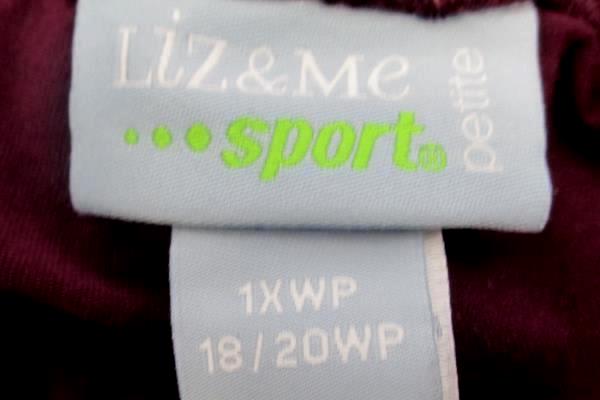 Liz&Me
...sport®
petite
1XWP
18/20WP